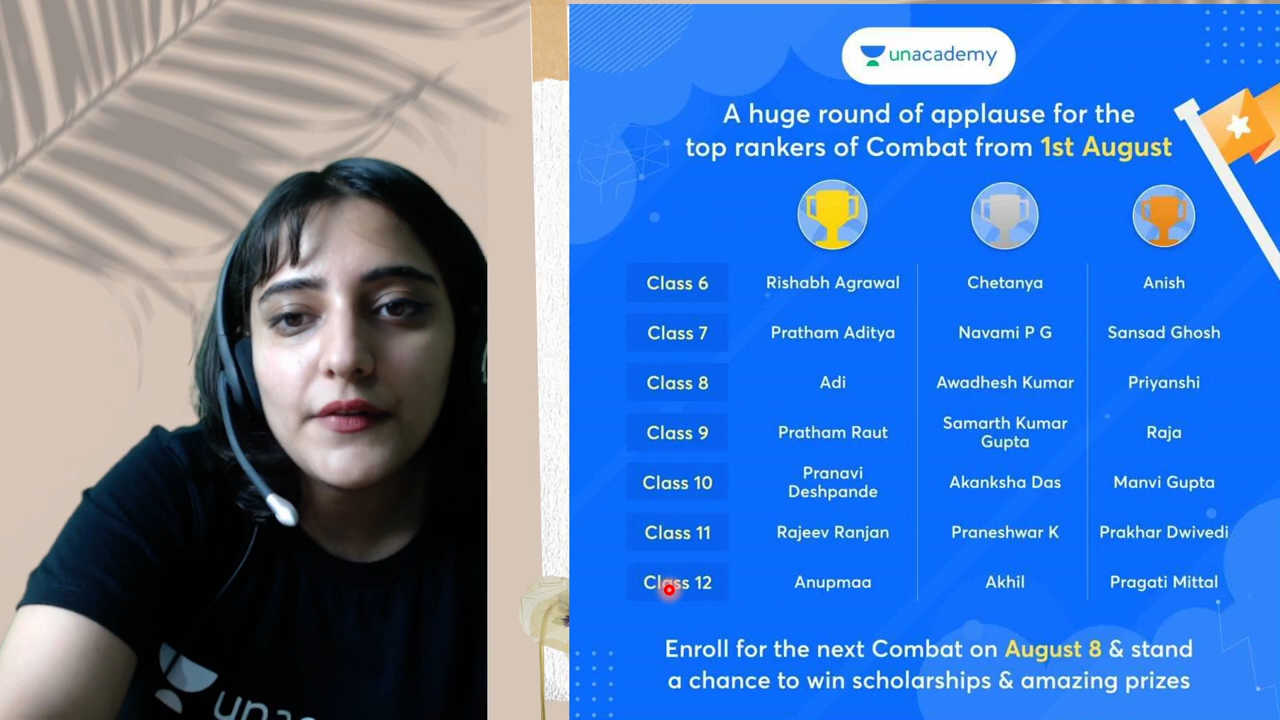 unacademy
A huge round of applause for the
top rankers of Combat from 1st August
Class 6 Rishabh Agrawal Chetanya Anish
Class 7 Pratham Aditya Navami P G Sansad Ghosh
Class 8 Adi Awadhesh Kumar Priyanshi
Class 9 Pratham Raut Samarth Kumar Gupta Raja
Class 10 Pranavi Deshpande Akanksha Das Manvi Gupta
Class 11 Rajeev Ranjan Praneshwar K Prakhar Dwivedi
Class 12 Anupmaa Akhil Pragati Mittal
Enroll for the next Combat on August 8 & stand
a chance to win scholarships & amazing prizes